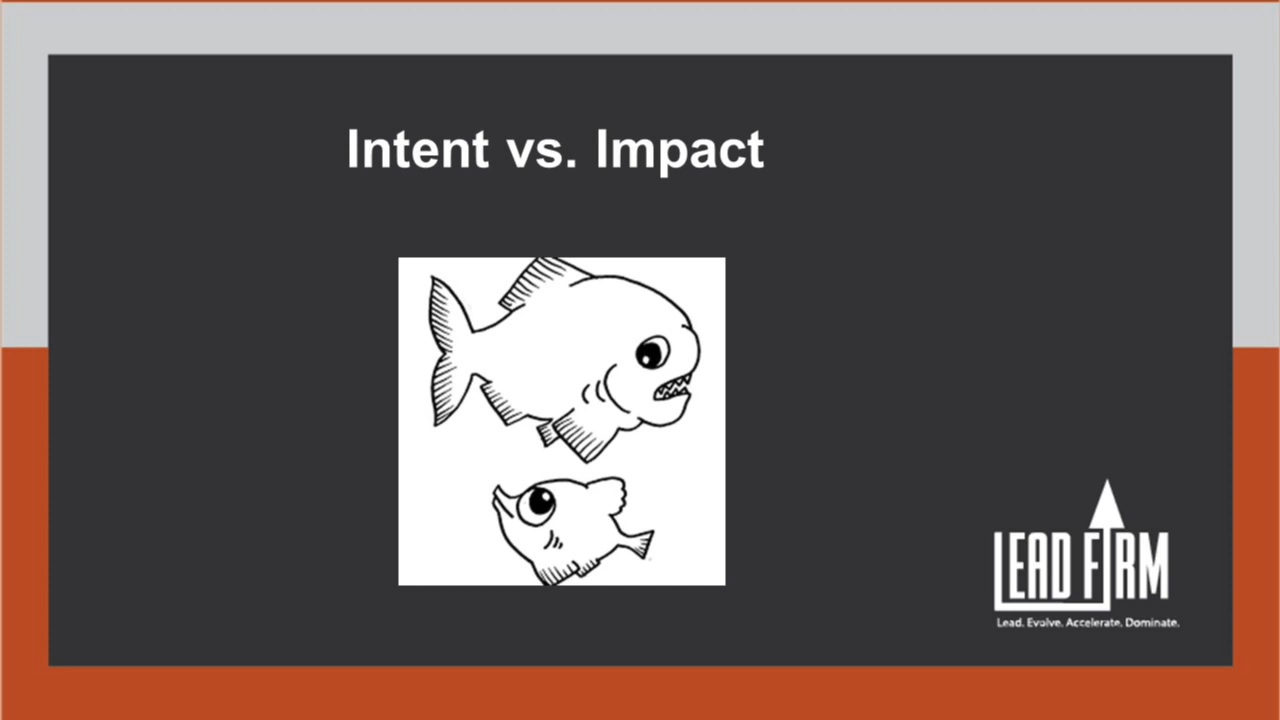 Intent vs. Impact
LEAD FIRM
Lead. Evolve. Accelerate. Dominate.